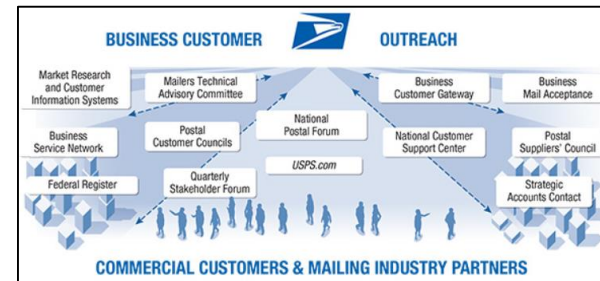 BUSINESS CUSTOMER OUTREACH
Market Research
and Customer
Information Systems
Mailers Technical
Advisory Committee
Business
Customer Gateway
Business
Mail Acceptance
Business
Service Network
Postal
Customer Councils
National
Postal Forum
National Customer
Support Center
Postal
Suppliers' Council
Federal Register
Quarterly
Stakeholder Forum
USPS.com
Strategic
Accounts Contact
COMMERCIAL CUSTOMERS & MAILING INDUSTRY PARTNERS